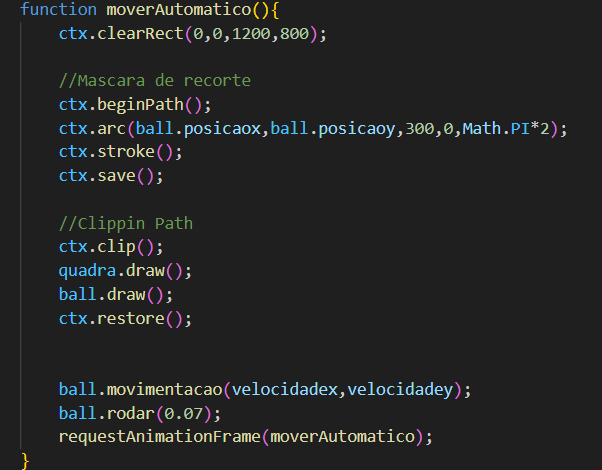 function moverAutomatico(){
ctx.clearRect(0,0,1200,800);
//Mascara de recorte
ctx.beginPath();
ctx.arc(ball.posicaox,ball.posicaoy,300,0,Math.PI*2);
ctx.stroke();
ctx.save();
//Clippin Path
ctx.clip();
quadra.draw();
ball.draw();
ctx.restore();
ball.movimentacao(velocidadex,velocidadey);
ball.rodar(0.07);
requestAnimationFrame(moverAutomatico);
}